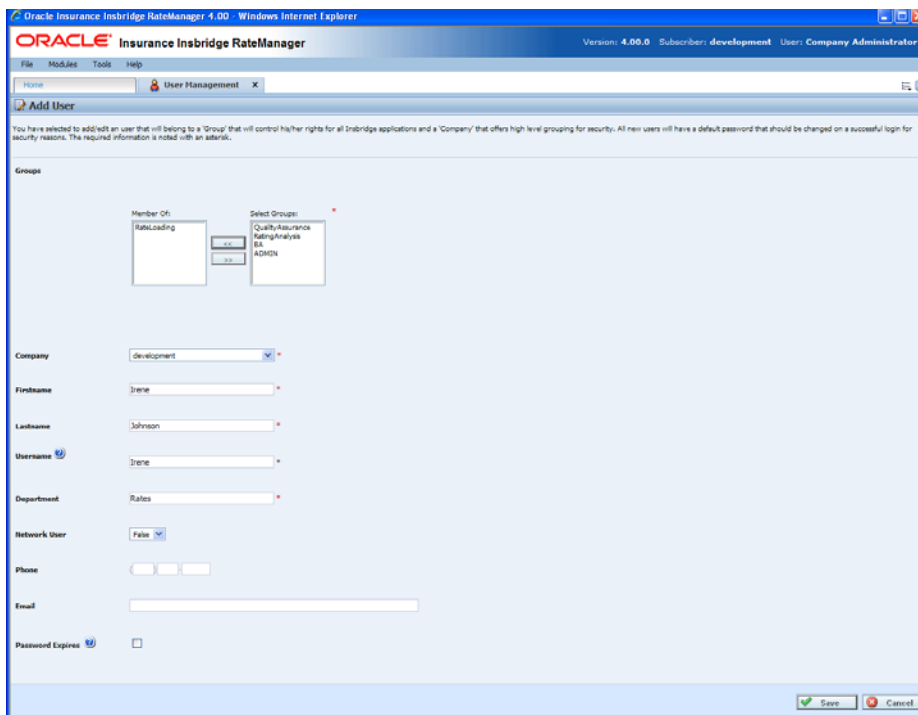 Oracle Insurance Insbridge RateManager 4.00 - Windows Internet Explorer
ORACLE Insurance Insbridge RateManager
Version: 4.00.0 Subscriber: development User: Company Administrator
File Modules Tools Help
Home User Management X
Add User
You have selected to add/edit an user that will belong to a 'Group' that will control his/her rights for all Insbridge applications and a 'Company' that offers high level grouping for security. All new users will have a default password that should be changed on a successful login for
security reasons. The required information is noted with an asterisk.
Groups
Member Of: Select Groups: *
RateLoading
QualityAssurance
RatingAnalysis
BA
ADMIN
<<
>>
Company development *
Firstname Irene *
Lastname Johnson *
Username Irene *
Department Rates *
Network User False
Phone ( ) -
Email
Password Expires
Save Cancel